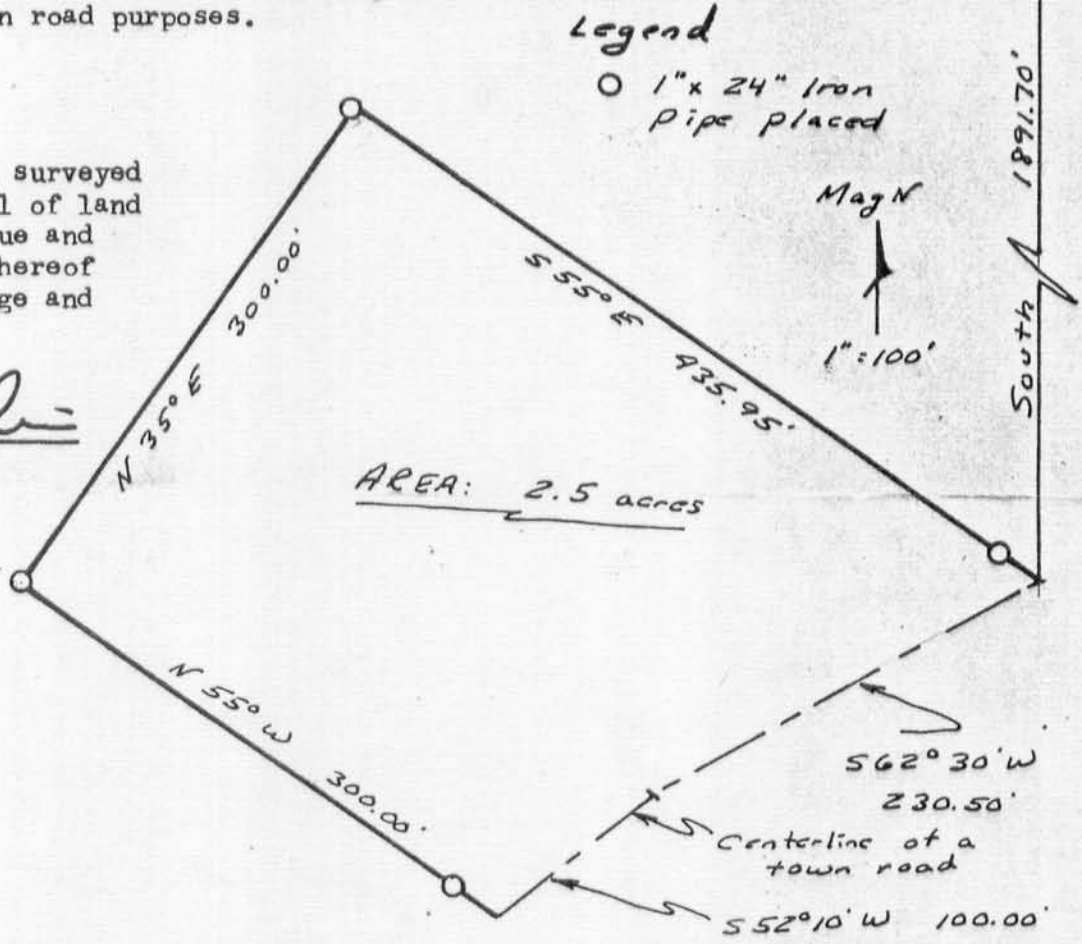 n road purposes.
Legend
1"x 24" Iron
Pipe placed
surveyed
l of land
ue and
hereof
ge and
Mag N
1"=100'
South 1891.70'
N 35° E 300.00'
S 55° E 435.95'
AREA: 2.5 acres
N 55° W 300.00'
S 62° 30' W
230.50'
Centerline of a
town road
S 52° 10' W 100.00'